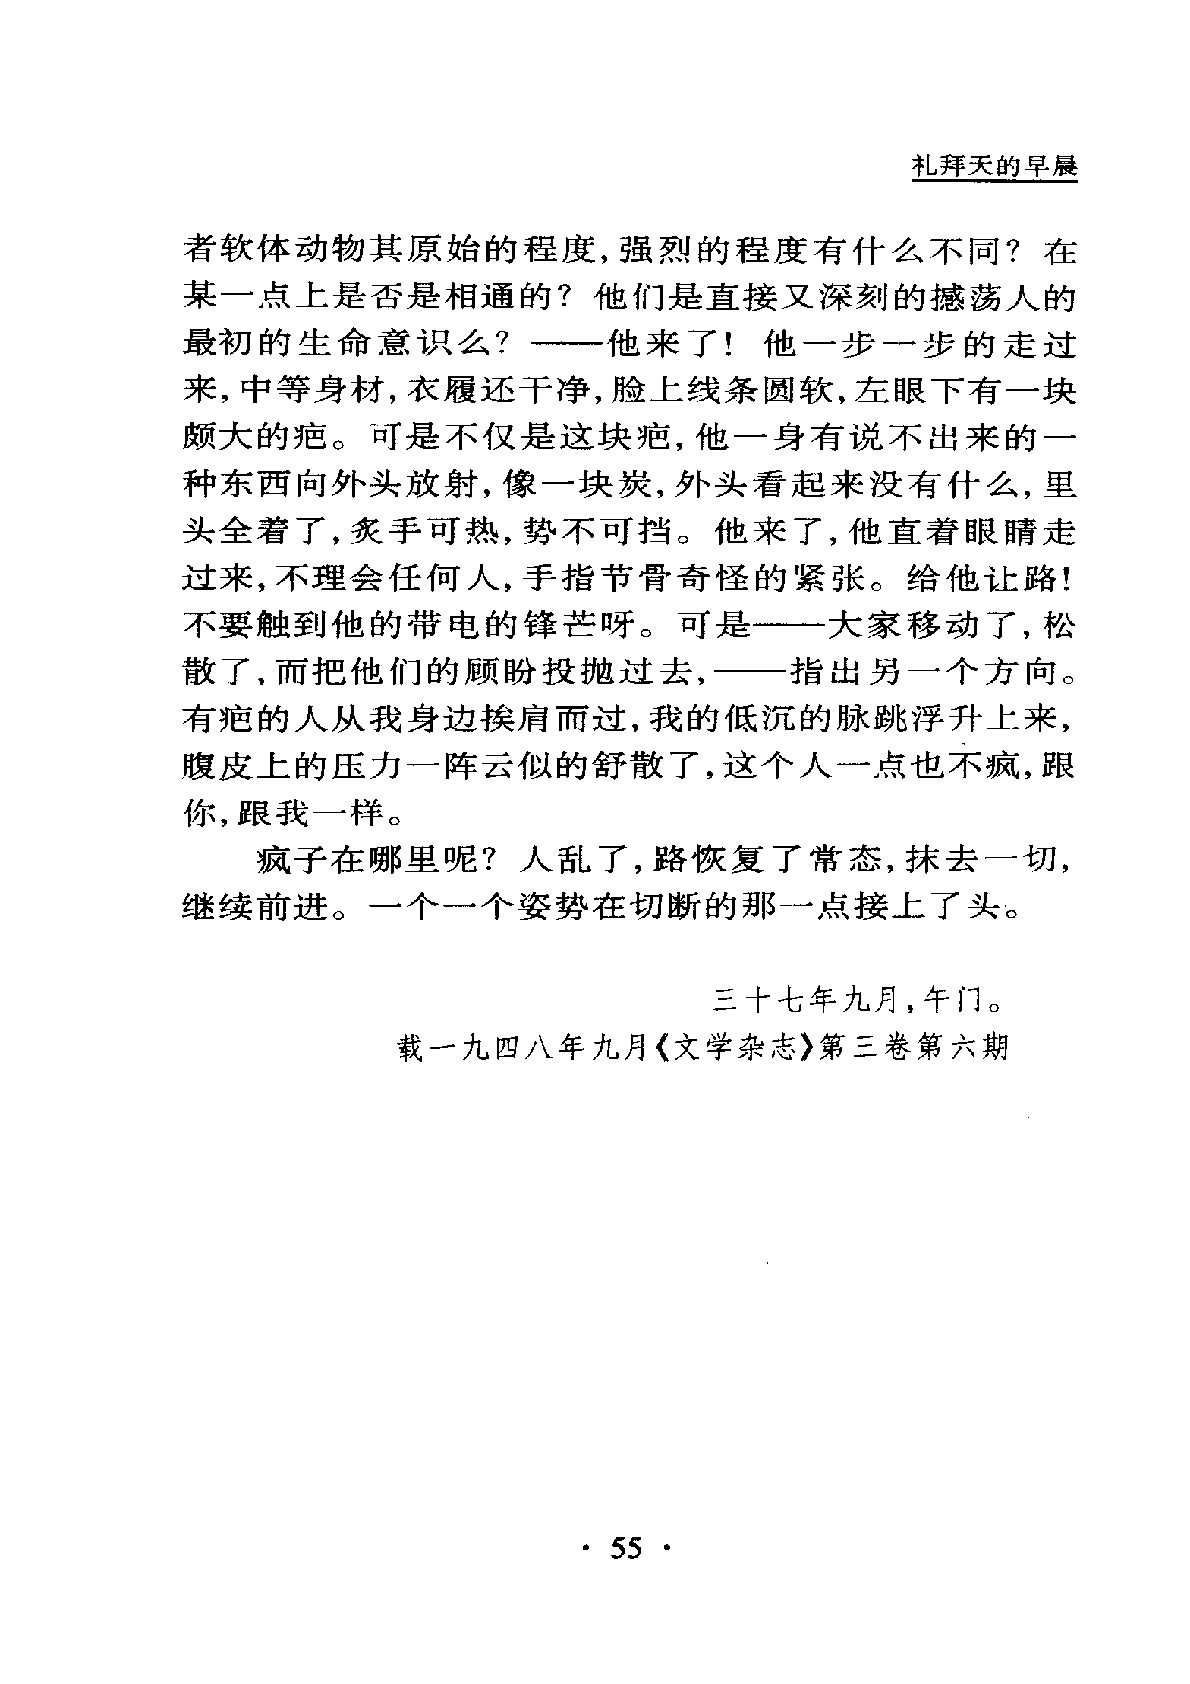 礼拜天的早晨
者软体动物其原始的程度,强烈的程度有什么不同?在
某一点上是否是相通的?他们是直接又深刻的撼荡人的
最初的生命意识么?——他来了!他一步一步的走过
来,中等身材,衣履还干净,脸上线条圆软,左眼下有一块
颇大的疤。可是不仅是这块疤,他一身有说不出来的一
种东西向外头放射,像一块炭,外头看起来没有什么,里
头全着了,炙手可热,势不可挡。他来了,他直着眼睛走
过来,不理会任何人,手指节骨奇怪的紧张。给他让路!
不要触到他的带电的锋芒呀。可是——大家移动了,松
散了,而把他们的顾盼投抛过去,——指出另一个方向。
有疤的人从我身边挨肩而过,我的低沉的脉跳浮升上来,
腹皮上的压力一阵云似的舒散了,这个人一点也不疯,跟
你,跟我一样。
疯子在哪里呢?人乱了,路恢复了常态,抹去一切,
继续前进。一个一个姿势在切断的那一点接上了头。
三十七年九月,午门。
载一九四八年九月《文学杂志》第三卷第六期
· 55 ·